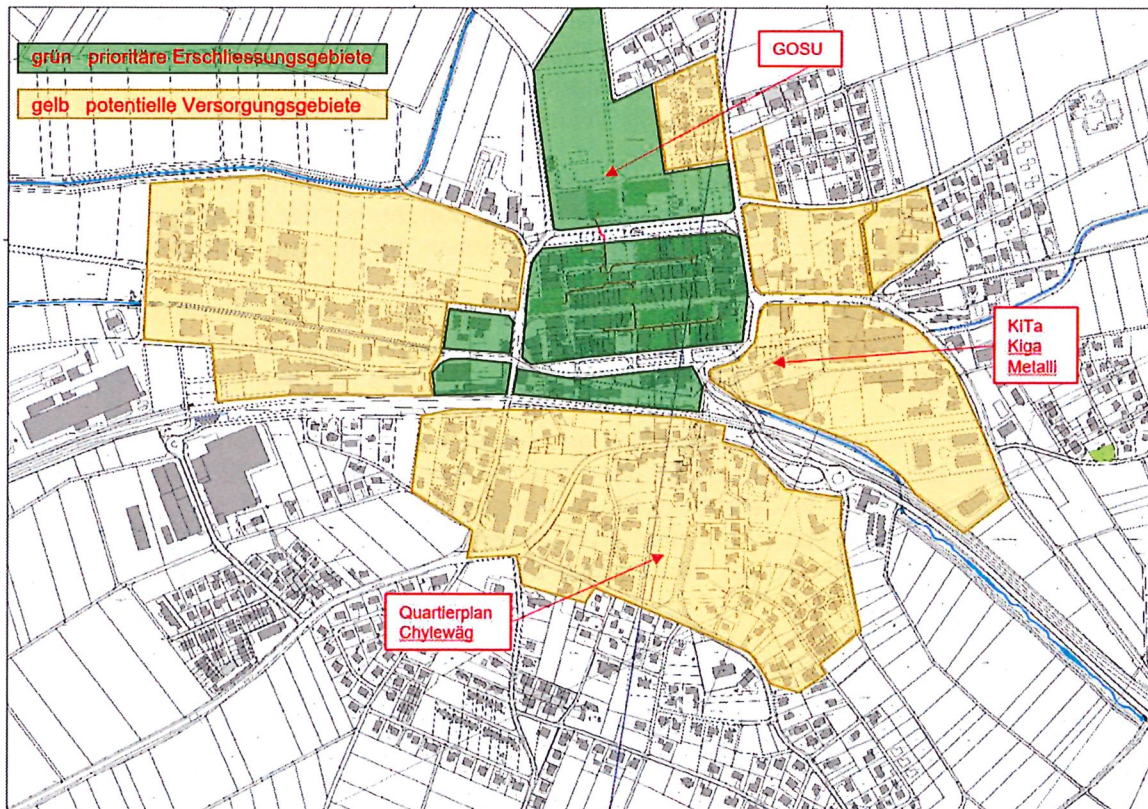 grün prioritäre Erschliessungsgebiete
gelb potentielle Versorgungsgebiete
GOSU
KiTa
Kiga
Metalli
Quartierplan
Chylewäg